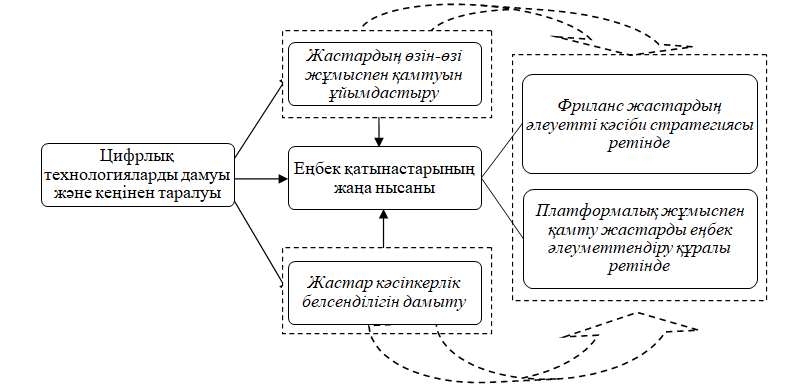 Жастардың өзін-өзі
жұмыспен қамтуын
ұйымдастыру
Цифрлық
технологияларды дамуы
және кеңінен таралуы
Еңбек қатынастарының
жаңа нысаны
Жастар кәсіпкерлік
белсенділігін дамыту
Фриланс жастардың
әлеуетті кәсіби стратегиясы
ретінде
Платформалық жұмыспен
қамту жастарды еңбек
әлеуметтендіру құралы
ретінде